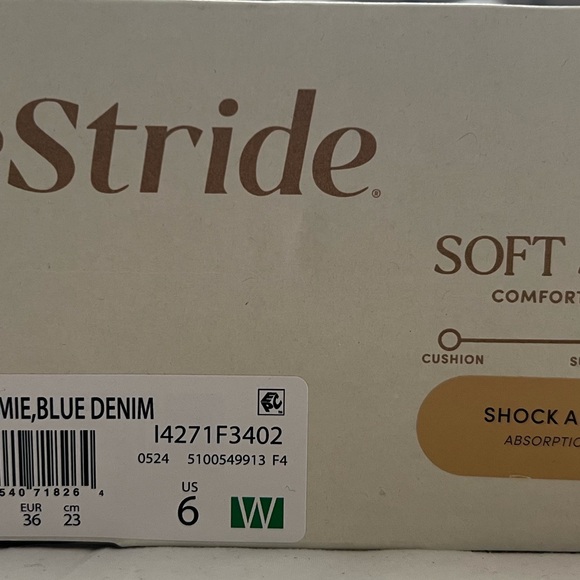 eStride®
SOFT
COMFORT
CUSHION
SHOCK A
ABSORPTIO
MIE,BLUE DENIM
I4271F3402
0524 5100549913 F4
540 71826 4
EUR cm US
36 23 6 W